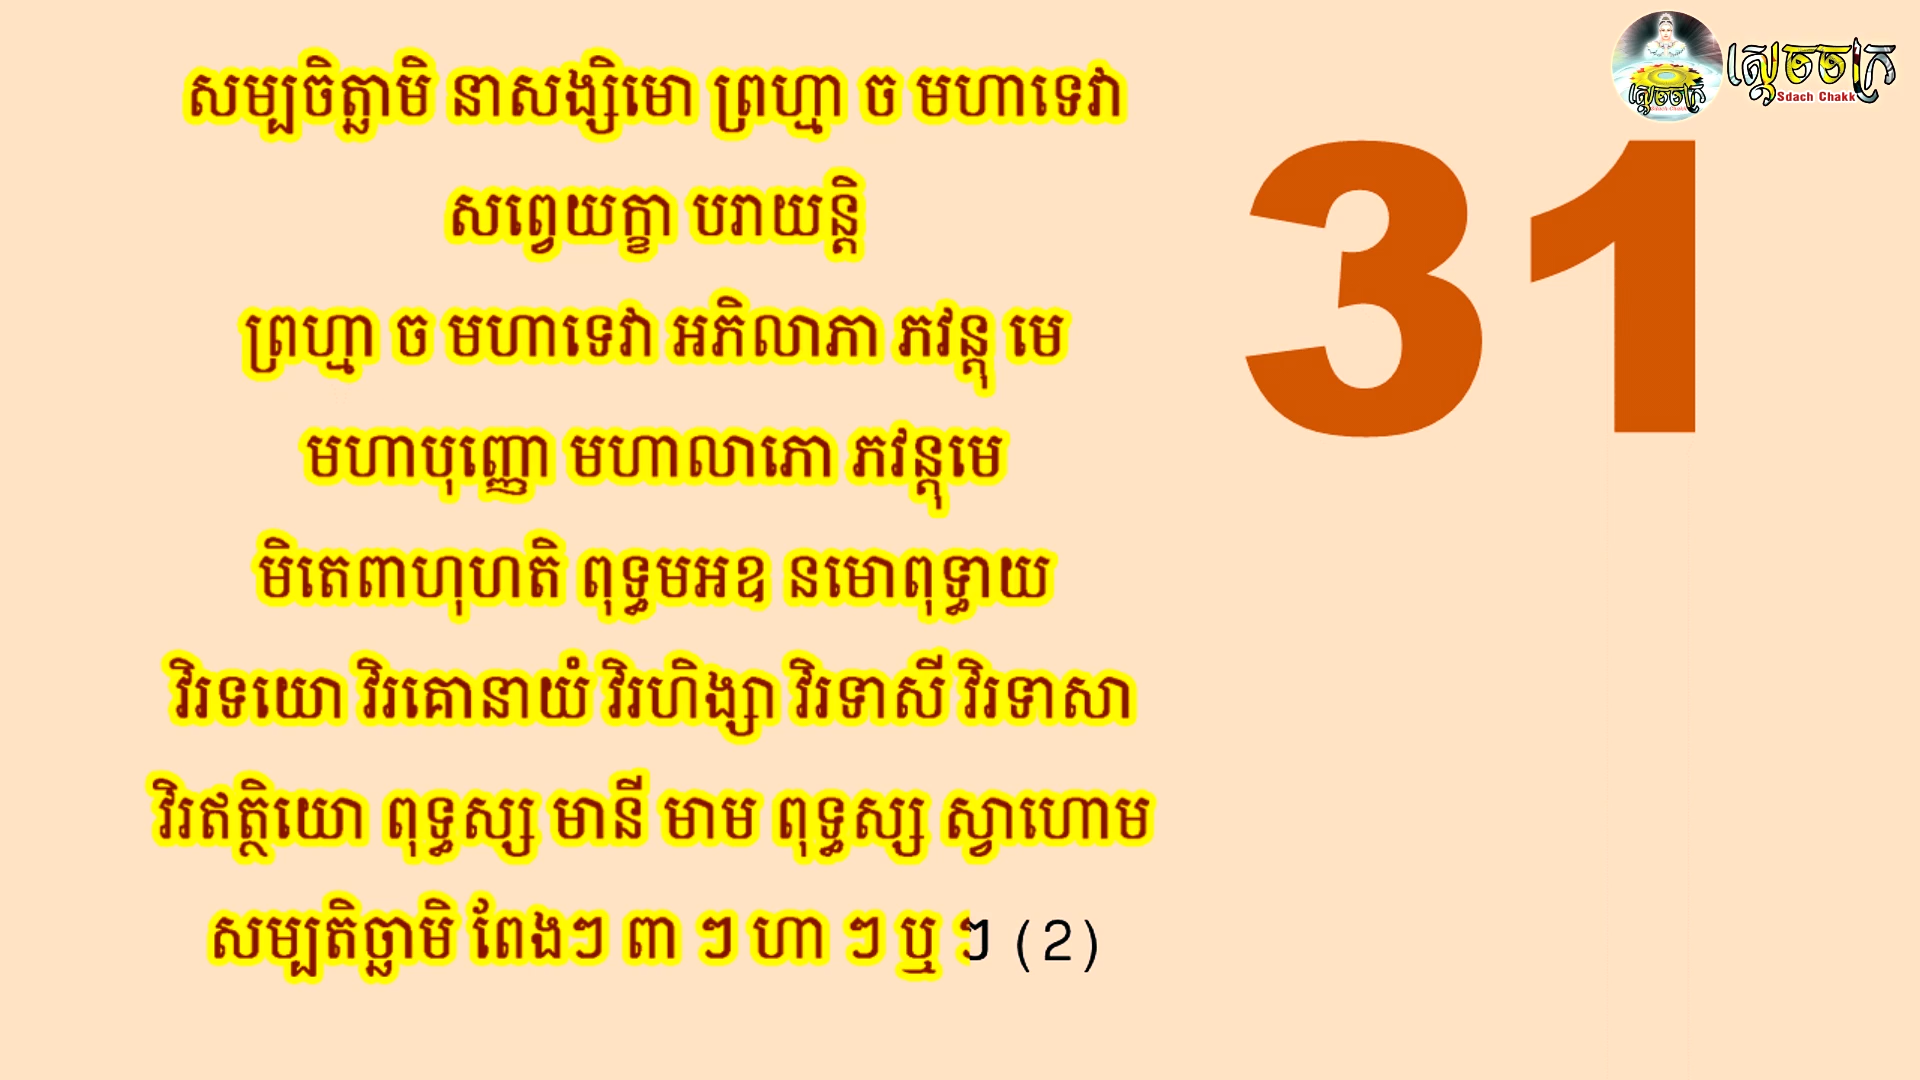 ស្តេចចក្រ
Sdach Chakk
31
សម្បចិត្ឆាមិ នាសង្សិមោ ព្រហ្មា ច មហាទេវា
សព្វេយក្ខា បរាយន្តិ
ព្រហ្មា ច មហាទេវា អភិលាភា ភវន្តុ មេ
មហាបុញ្ញោ មហាលាភោ ភវន្តុមេ
មិតេពាហុហតិ ពុទ្ធមអឧ នមោពុទ្ធាយ
វិរទយោ វិរគោនាយំ វិរហិង្សា វិរទាសី វិរទាសា
វិរឥត្ថិយោ ពុទ្ធស្ស មានី មាម ពុទ្ធស្ស ស្វាហោម
សម្បតិច្ឆាមិ ពែងៗ ពា ៗ ហា ៗ ឬ ៗ (2)